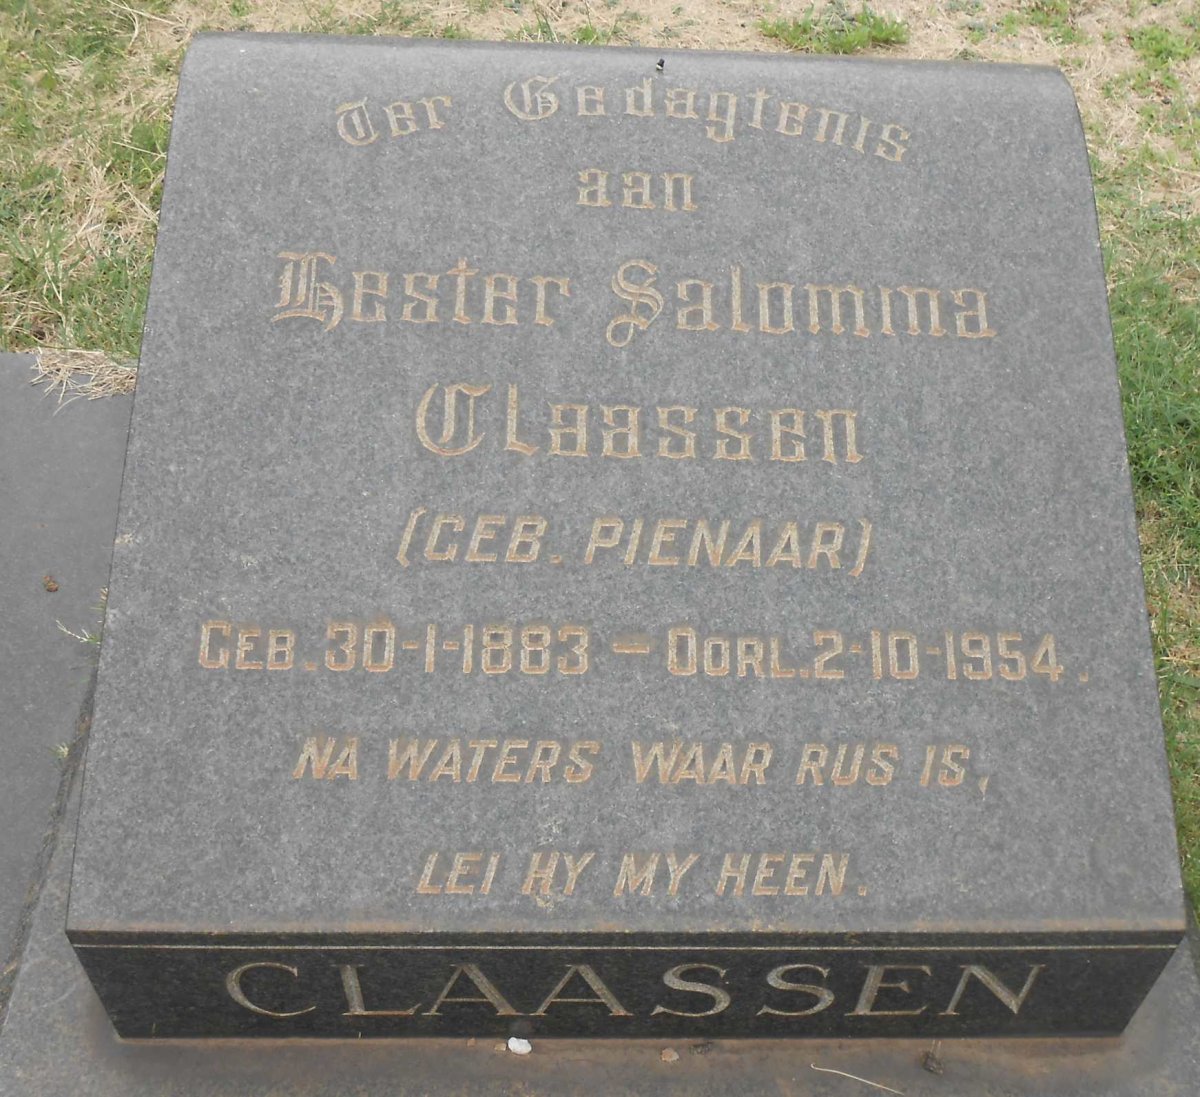 Ter Gedagtenis
aan
Hester Salomma
Claassen
(GEB. PIENAAR)
GEB. 30-1-1883 – OORL. 2-10-1954.
NA WATERS WAAR RUS IS,
LEI HY MY HEEN.
CLAASSEN